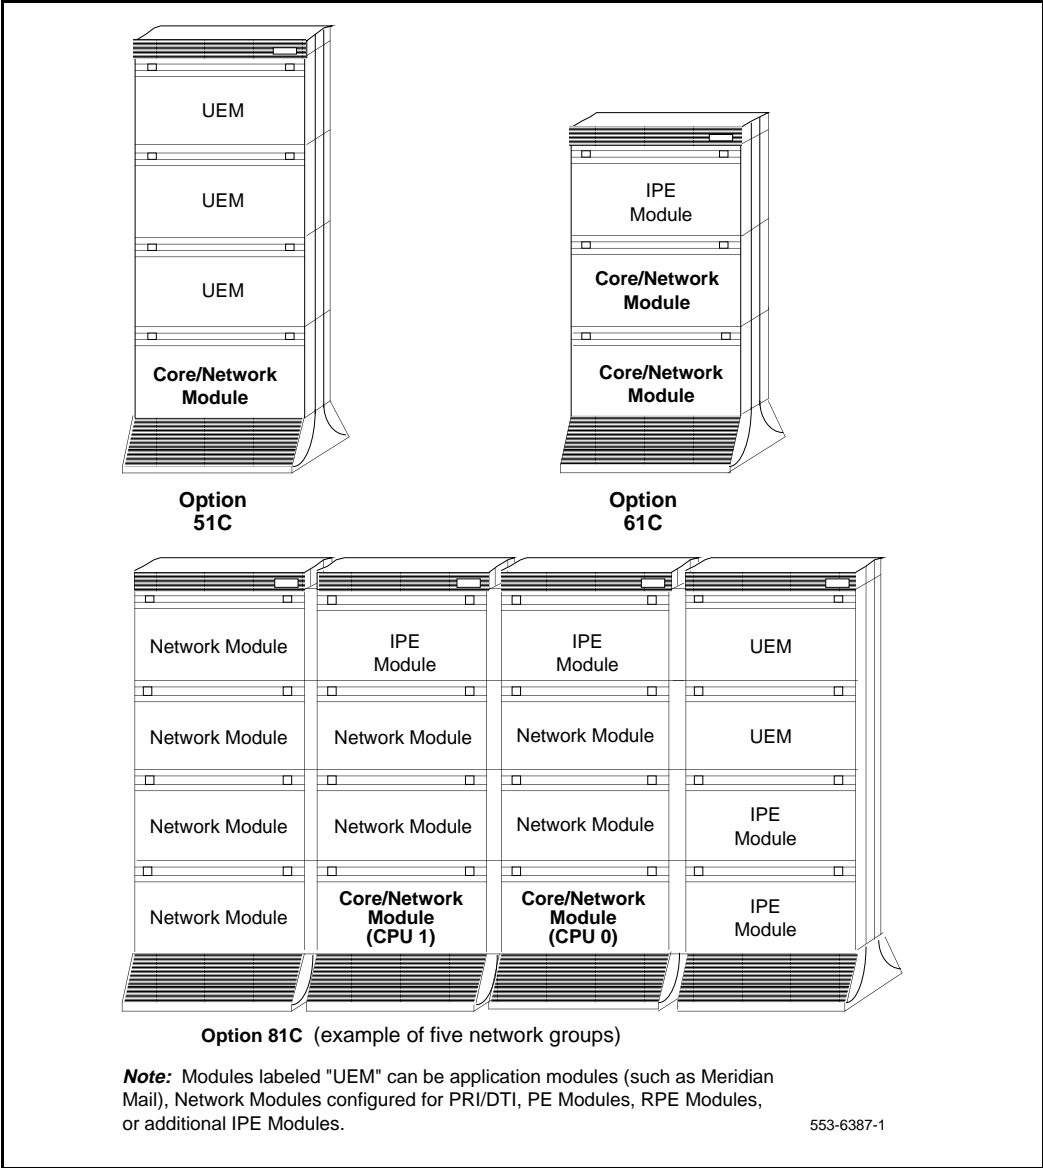 UEM
UEM
UEM
Core/Network
Module
Option
51C
IPE
Module
Core/Network
Module
Core/Network
Module
Option
61C
Network Module
Network Module
Network Module
Network Module
IPE
Module
Network Module
Network Module
Core/Network
Module
(CPU 1)
IPE
Module
Network Module
Network Module
Core/Network
Module
(CPU 0)
UEM
UEM
IPE
Module
IPE
Module
Option 81C (example of five network groups)
Note: Modules labeled "UEM" can be application modules (such as Meridian
Mail), Network Modules configured for PRI/DTI, PE Modules, RPE Modules,
or additional IPE Modules.
553-6387-1